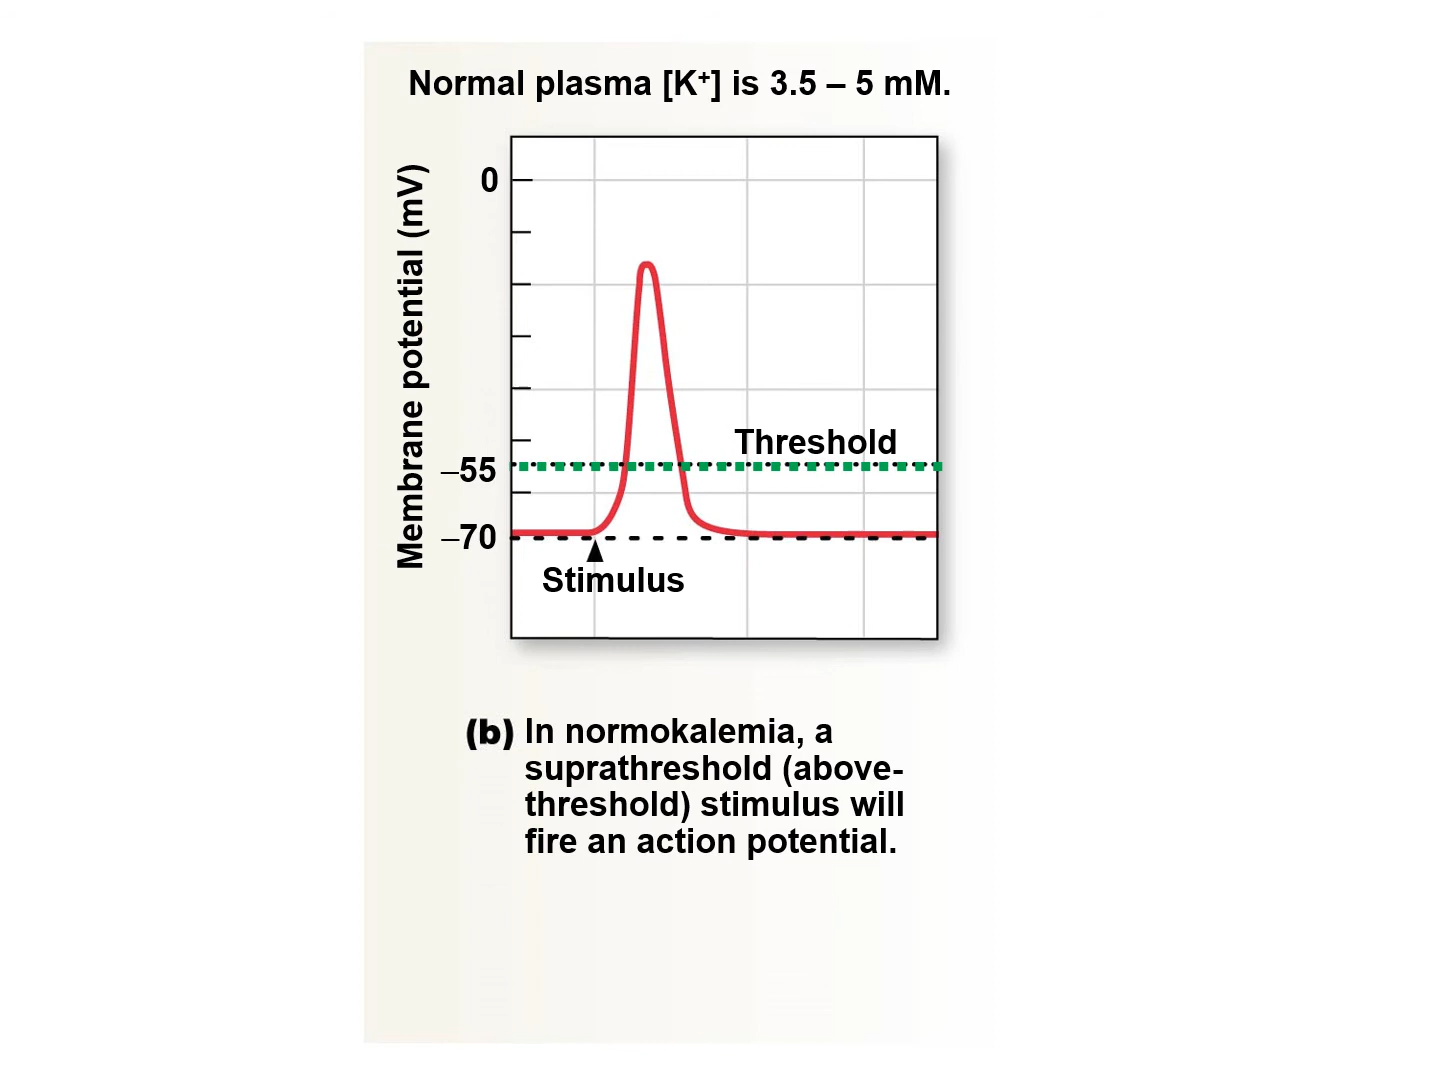 Normal plasma [K⁺] is 3.5 – 5 mM.
Membrane potential (mV)
0
Threshold
–55
–70
Stimulus
(b) In normokalemia, a
suprathreshold (above-
threshold) stimulus will
fire an action potential.